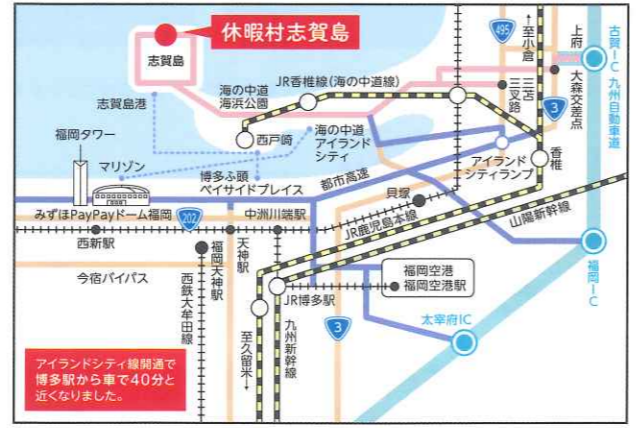 休暇村志賀島
志賀島
495
←至小倉
3
上府
古賀IC
九州自動車道
JR香椎線(海の中道線)
海の中道
海浜公園
三苫
三叉路
大森交差点
志賀島港
西戸崎
海の中道
アイランド
シティ
福岡タワー
マリゾン
博多ふ頭
ベイサイドプレイス
都市高速
アイランド
シティランプ
香椎
みずほPayPayドーム福岡
202
中洲川端駅
貝塚
JR鹿児島本線
山陽新幹線
西新駅
福岡天神駅
天神駅
今宿バイパス
西鉄大牟田線
JR博多駅
福岡空港
福岡空港駅
福岡IC
3
太宰府IC
至久留米→
九州新幹線
アイランドシティ線開通で
博多駅から車で40分と
近くなりました。